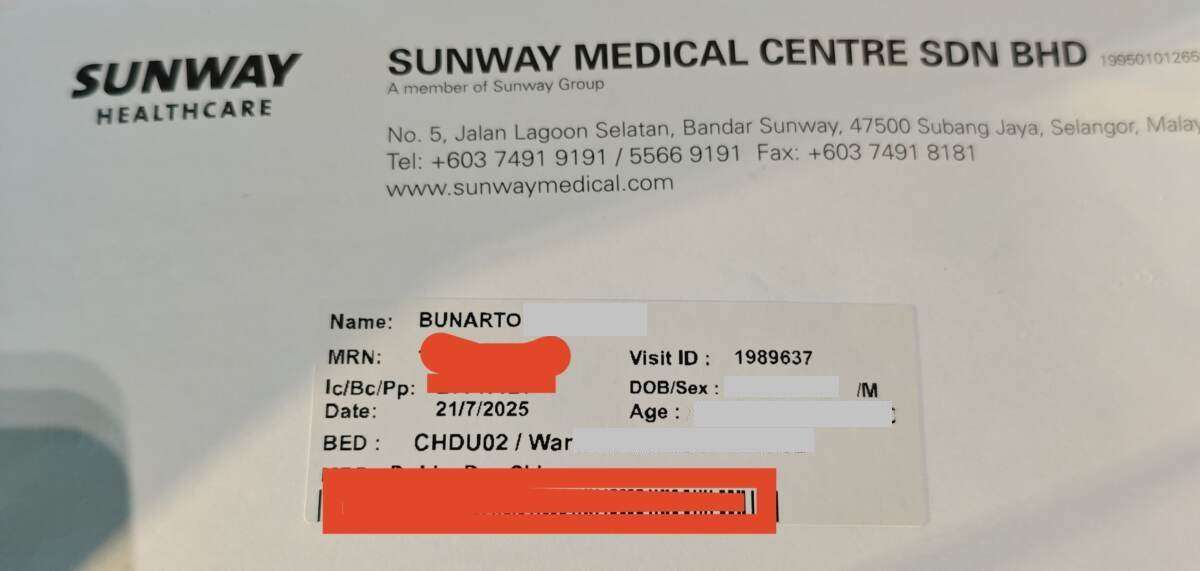 SUNWAY
HEALTHCARE
SUNWAY MEDICAL CENTRE SDN BHD 19950101265
A member of Sunway Group
No. 5, Jalan Lagoon Selatan, Bandar Sunway, 47500 Subang Jaya, Selangor, Malay
Tel: +603 7491 9191 / 5566 9191 Fax: +603 7491 8181
www.sunwaymedical.com
Name: BUNARTO
MRN:
Visit ID : 1989637
Ic/Bc/Pp:
DOB/Sex : /M
Date: 21/7/2025
Age :
BED : CHDU02 / War